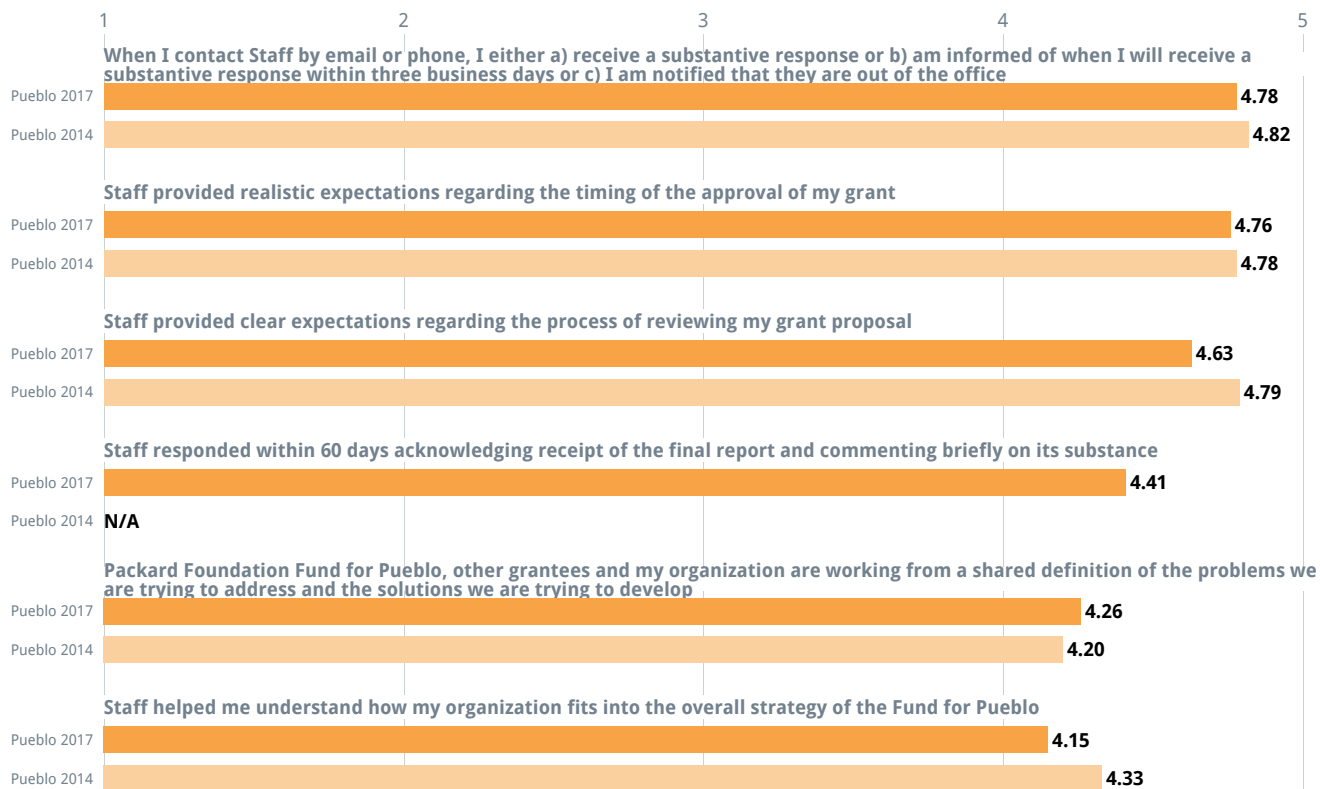 1 2 3 4 5
When I contact Staff by email or phone, I either a) receive a substantive response or b) am informed of when I will receive a
substantive response within three business days or c) I am notified that they are out of the office
Pueblo 2017 4.78
Pueblo 2014 4.82
Staff provided realistic expectations regarding the timing of the approval of my grant
Pueblo 2017 4.76
Pueblo 2014 4.78
Staff provided clear expectations regarding the process of reviewing my grant proposal
Pueblo 2017 4.63
Pueblo 2014 4.79
Staff responded within 60 days acknowledging receipt of the final report and commenting briefly on its substance
Pueblo 2017 4.41
Pueblo 2014 N/A
Packard Foundation Fund for Pueblo, other grantees and my organization are working from a shared definition of the problems we
are trying to address and the solutions we are trying to develop
Pueblo 2017 4.26
Pueblo 2014 4.20
Staff helped me understand how my organization fits into the overall strategy of the Fund for Pueblo
Pueblo 2017 4.15
Pueblo 2014 4.33